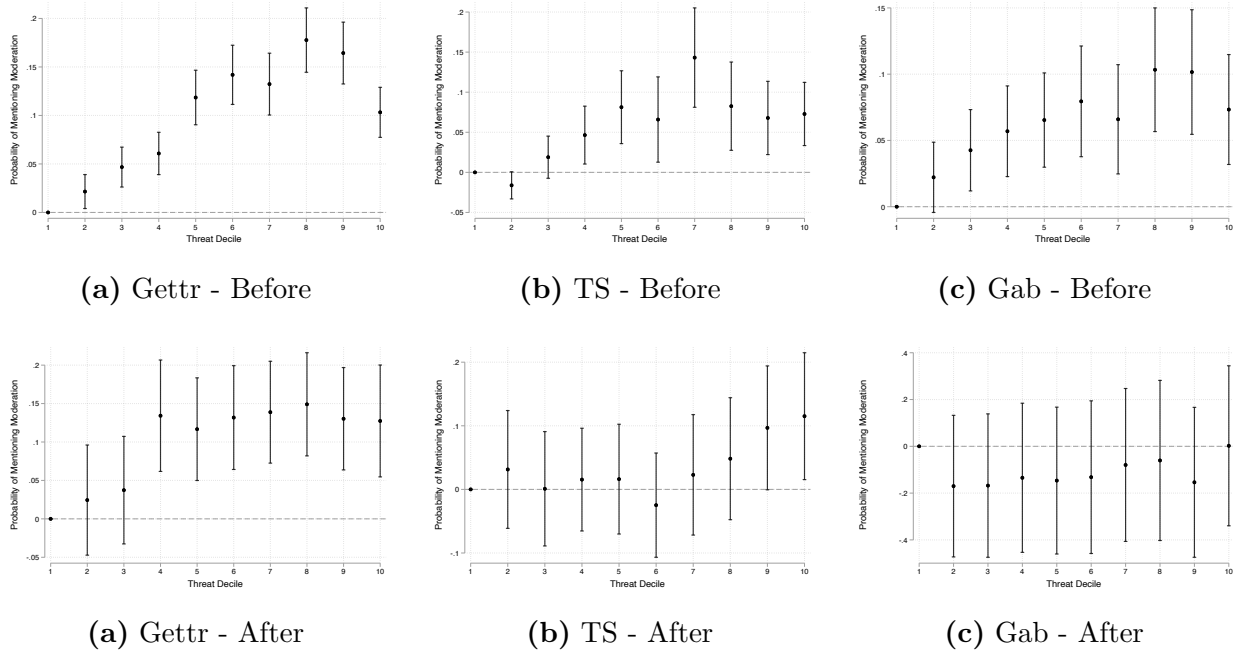 Probability of Mentioning Moderation
.2
.15
.1
.05
0
1 2 3 4 5 6 7 8 9 10
Threat Decile
(a) Gettr - Before
Probability of Mentioning Moderation
.2
.15
.1
.05
0
-.05
1 2 3 4 5 6 7 8 9 10
Threat Decile
(b) TS - Before
Probability of Mentioning Moderation
.15
.1
.05
0
1 2 3 4 5 6 7 8 9 10
Threat Decile
(c) Gab - Before
Probability of Mentioning Moderation
.2
.15
.1
.05
0
-.05
1 2 3 4 5 6 7 8 9 10
Threat Decile
(a) Gettr - After
Probability of Mentioning Moderation
.2
.1
0
-.1
1 2 3 4 5 6 7 8 9 10
Threat Decile
(b) TS - After
Probability of Mentioning Moderation
.4
.2
0
-.2
-.4
1 2 3 4 5 6 7 8 9 10
Threat Decile
(c) Gab - After